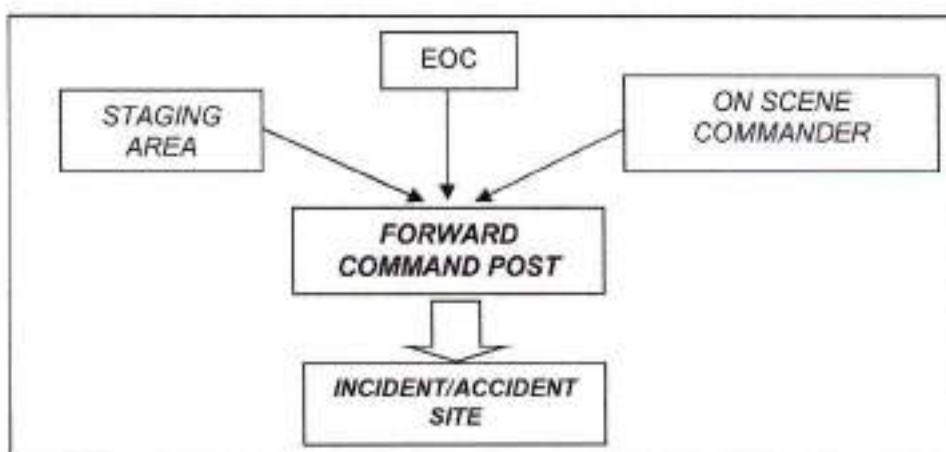 EOC
STAGING
AREA
ON SCENE
COMMANDER
FORWARD
COMMAND POST
INCIDENT/ACCIDENT
SITE